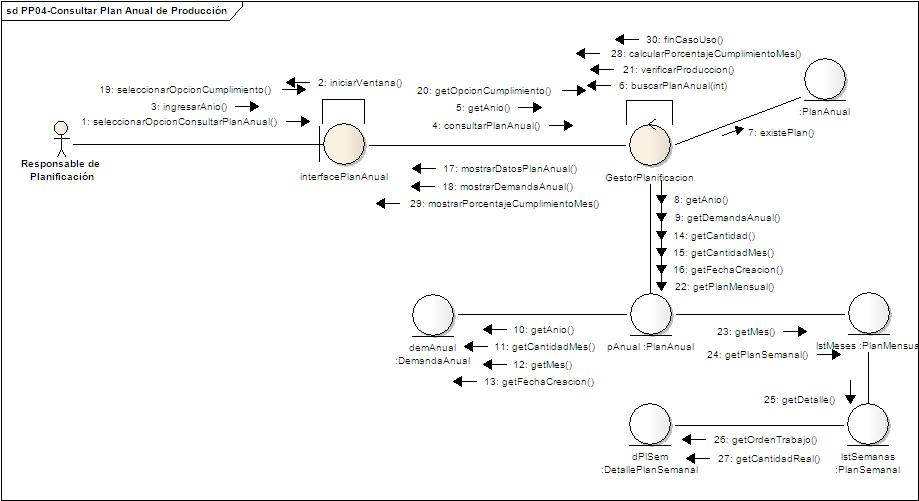 sd PP04-Consultar Plan Anual de Producción
30: finCasoUso()
28: calcularPorcentajeCumplimientoMes()
21: verificarProduccion()
6: buscarPlanAnual(int)
2: iniciarVentana()
19: seleccionarOpcionCumplimiento()
3: ingresarAnio()
1: seleccionarOpcionConsultarPlanAnual()
20: getOpcionCumplimiento()
5: getAnio()
4: consultarPlanAnual()
:PlanAnual
7: existePlan()
Responsable de
Planificación
interfacePlanAnual
GestorPlanificacion
17: mostrarDatosPlanAnual()
18: mostrarDemandaAnual()
29: mostrarPorcentajeCumplimientoMes()
8: getAnio()
9: getDemandaAnual()
14: getCantidad()
15: getCantidadMes()
16: getFechaCreacion()
22: getPlanMensual()
demAnual
:DemandaAnual
10: getAnio()
11: getCantidadMes()
12: getMes()
13: getFechaCreacion()
pAnual :PlanAnual
23: getMes()
24: getPlanSemanal()
lstMeses :PlanMensua
25: getDetalle()
dPlSem
:DetallePlanSemanal
26: getOrdenTrabajo()
27: getCantidadReal()
lstSemanas
:PlanSemanal